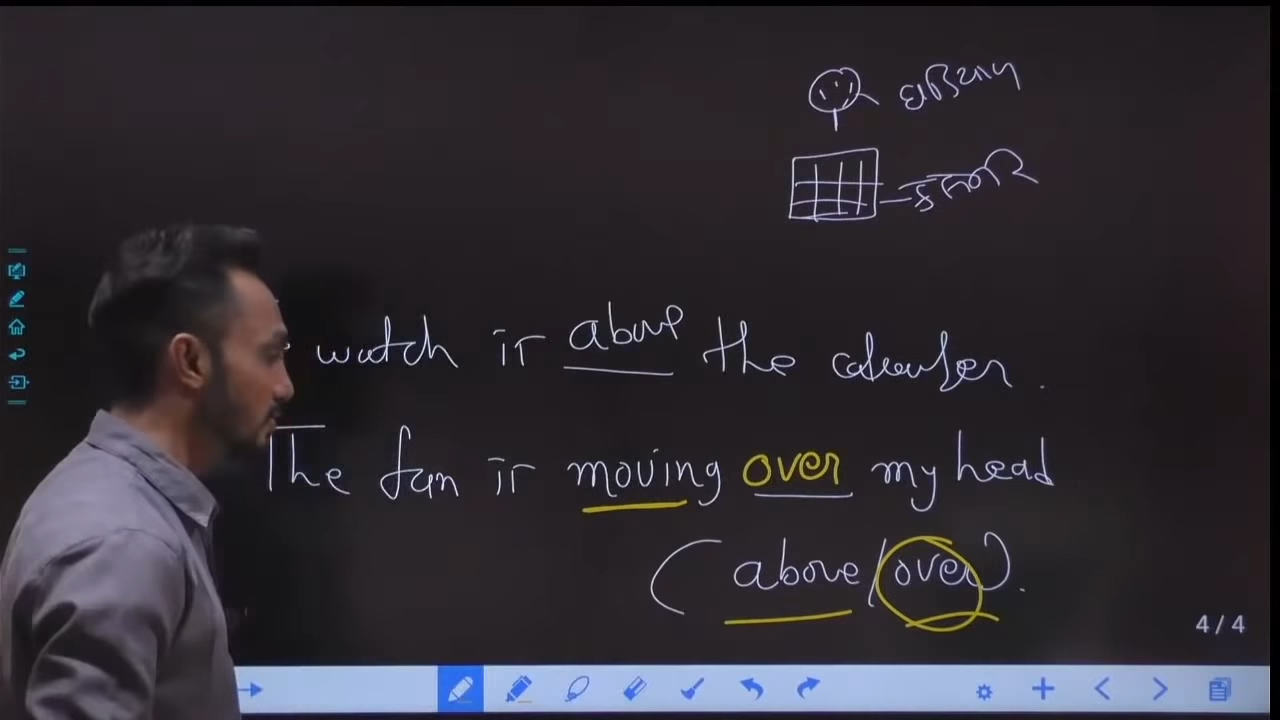 watch is above the calender.
The fan is moving over my head
(above/over).
4/4